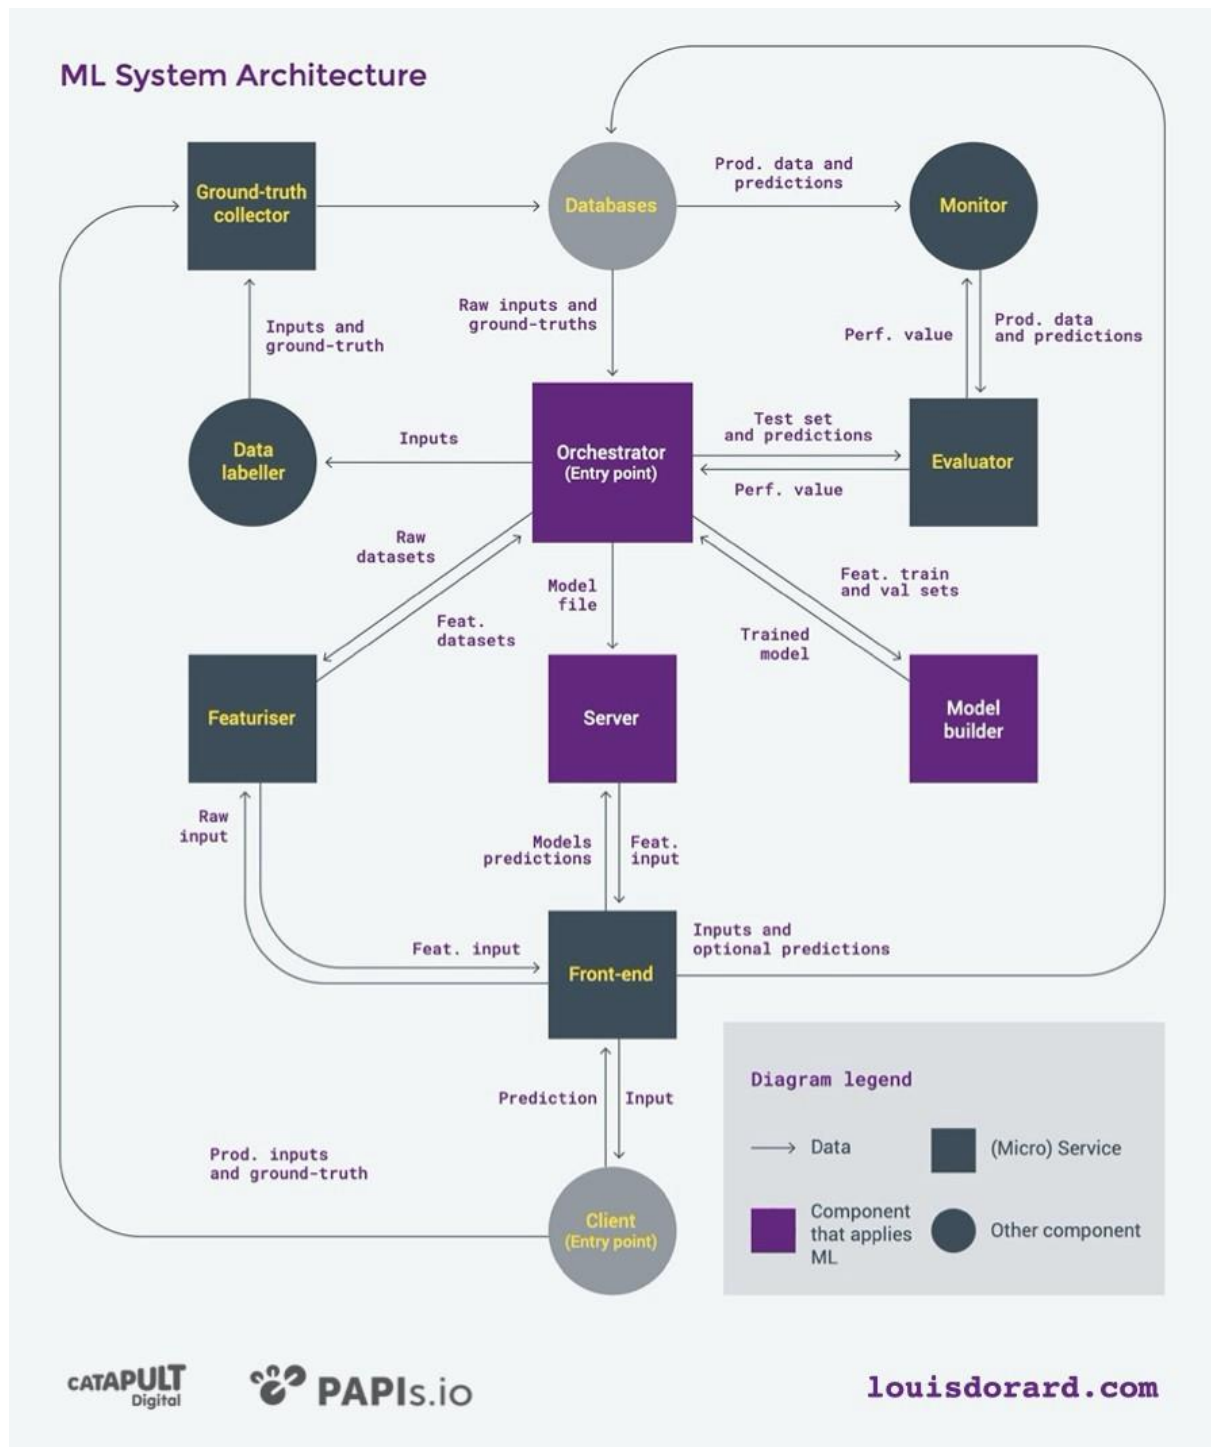 ML System Architecture
Ground-truth
collector
Databases
Prod. data and
predictions
Monitor
Inputs and
ground-truth
Raw inputs and
ground-truths
Perf. value
Prod. data
and predictions
Data
labeller
Inputs
Orchestrator
(Entry point)
Test set
and predictions
Perf. value
Evaluator
Raw
datasets
Feat.
datasets
Model
file
Feat. train
and val sets
Trained
model
Featuriser
Server
Model
builder
Raw
input
Models
predictions
Feat.
input
Feat. input
Front-end
Inputs and
optional predictions
Prediction
Input
Prod. inputs
and ground-truth
Client
(Entry point)
Diagram legend
Data
(Micro) Service
Component
that applies
ML
Other component
CATAPULT
Digital
PAPIs.io
louisdorard.com